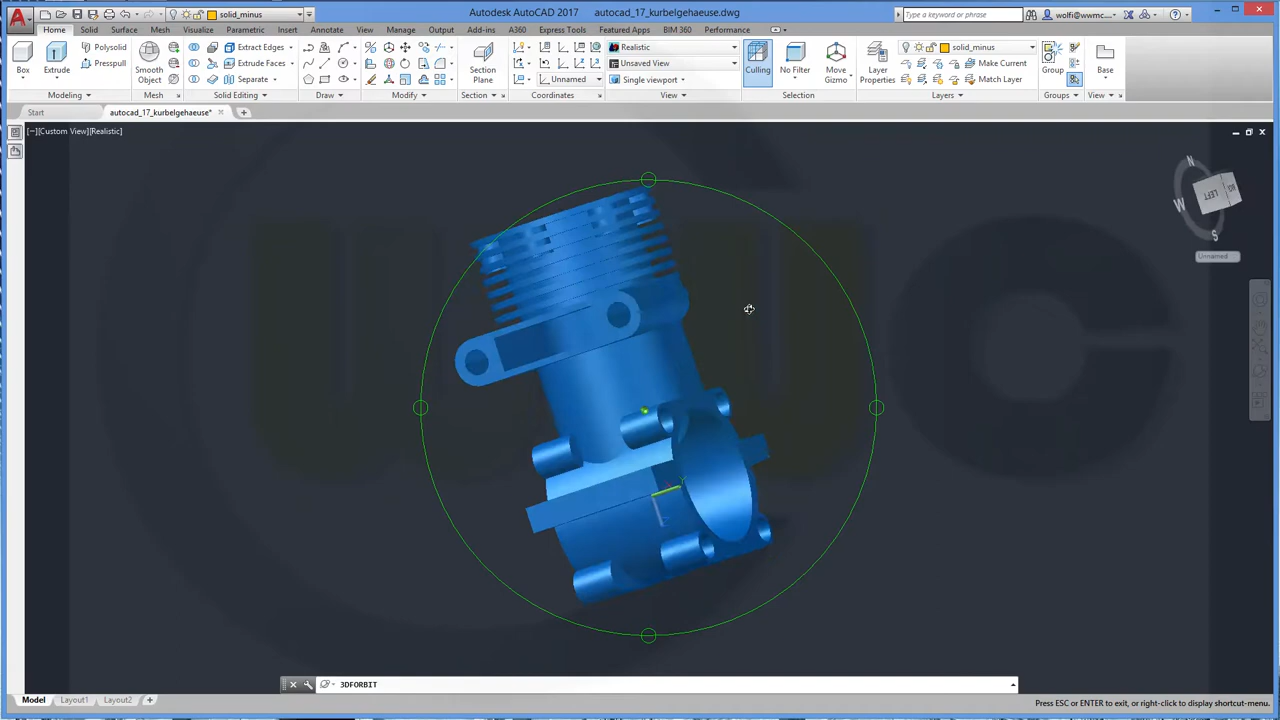 solid_minus
Autodesk AutoCAD 2017 autocad_17_kurbelgehaeuse.dwg
Type a keyword or phrase
wolfi@wwmc...
Home Solid Surface Mesh Visualize Parametric Insert Annotate View Manage Output Add-ins A360 Express Tools Featured Apps BIM 360 Performance
Box
Extrude
Polysolid
Presspull
Smooth Object
Extract Edges
Extrude Faces
Separate
Section Plane
Unnamed
Realistic
Unsaved View
Single viewport
Culling
No Filter
Move Gizmo
Layer Properties
solid_minus
Make Current
Match Layer
Group
Base
Modeling Mesh Solid Editing Draw Modify Section Coordinates View Selection Layers Groups View
Start autocad_17_kurbelgehaeuse*
[−][Custom View][Realistic]
N
W
LEFT
S
Unnamed
3DFORBIT
Model Layout1 Layout2
Press ESC or ENTER to exit, or right-click to display shortcut-menu.